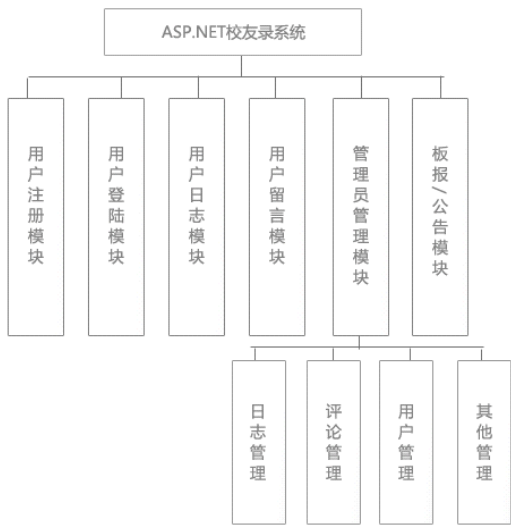 ASP.NET校友录系统
用户注册模块
用户登陆模块
用户日志模块
用户留言模块
管理员管理模块
板报/公告模块
日志管理
评论管理
用户管理
其他管理